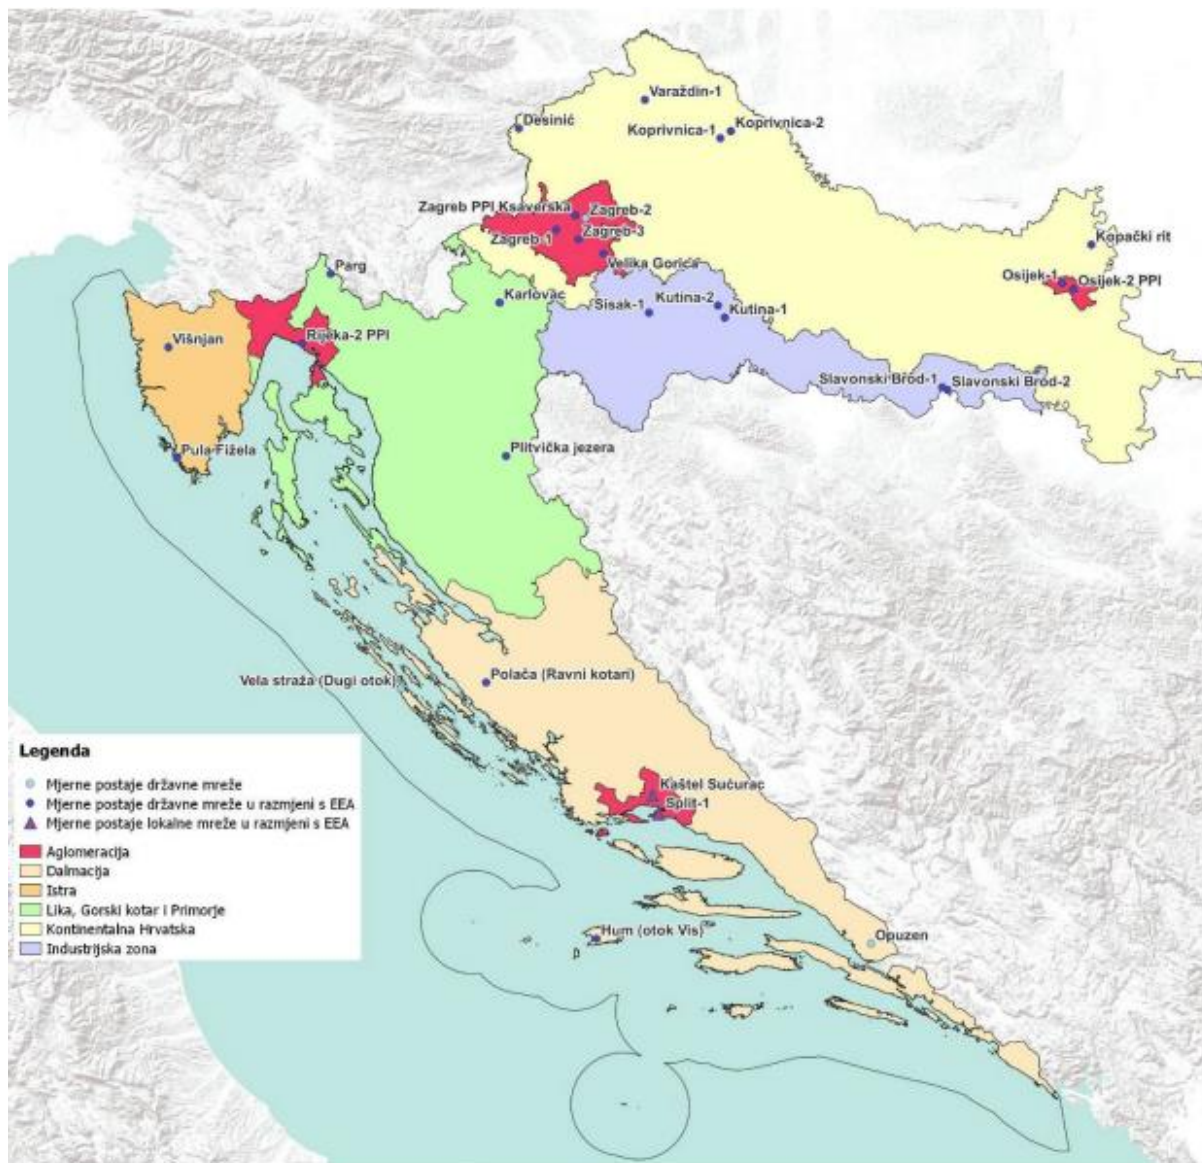 Varaždin-1
Desinić
Koprivnica-2
Koprivnica-1
Zagreb PPI Ksaverska
Zagreb-2
Zagreb-1
Zagreb-3
Velika Gorica
Kopački rit
Osijek-1
Osijek-2 PPI
Parg
Karlovac
Sisak-1
Kutina-2
Kutina-1
Višnjan
Rijeka-2 PPI
Slavonski Brod-1
Slavonski Brod-2
Pula Fižela
Plitvička jezera
Vela straža (Dugi otok)
Polača (Ravni kotari)
Kaštel Sućurac
Split-1
Hum (otok Vis)
Opuzen
Legenda
Mjerne postaje državne mreže
Mjerne postaje državne mreže u razmjeni s EEA
Mjerne postaje lokalne mreže u razmjeni s EEA
Aglomeracija
Dalmacija
Istra
Lika, Gorski kotar i Primorje
Kontinentalna Hrvatska
Industrijska zona